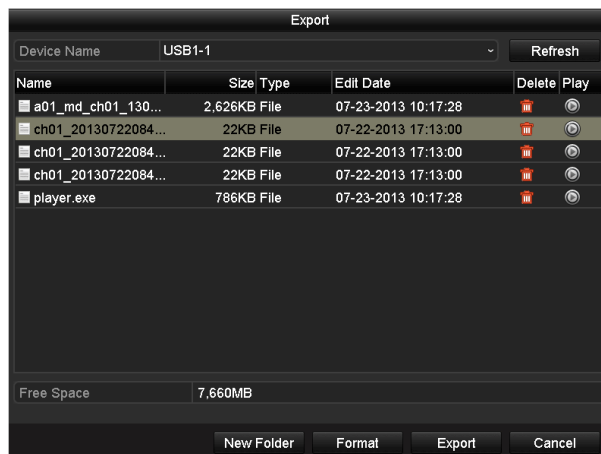 Export
Device Name USB1-1 Refresh
Name Size Type Edit Date Delete Play
a01_md_ch01_130... 2,626KB File 07-23-2013 10:17:28
ch01_20130722084... 22KB File 07-22-2013 17:13:00
ch01_20130722084... 22KB File 07-22-2013 17:13:00
ch01_20130722084... 22KB File 07-22-2013 17:13:00
player.exe 786KB File 07-23-2013 10:17:28
Free Space 7,660MB
New Folder Format Export Cancel